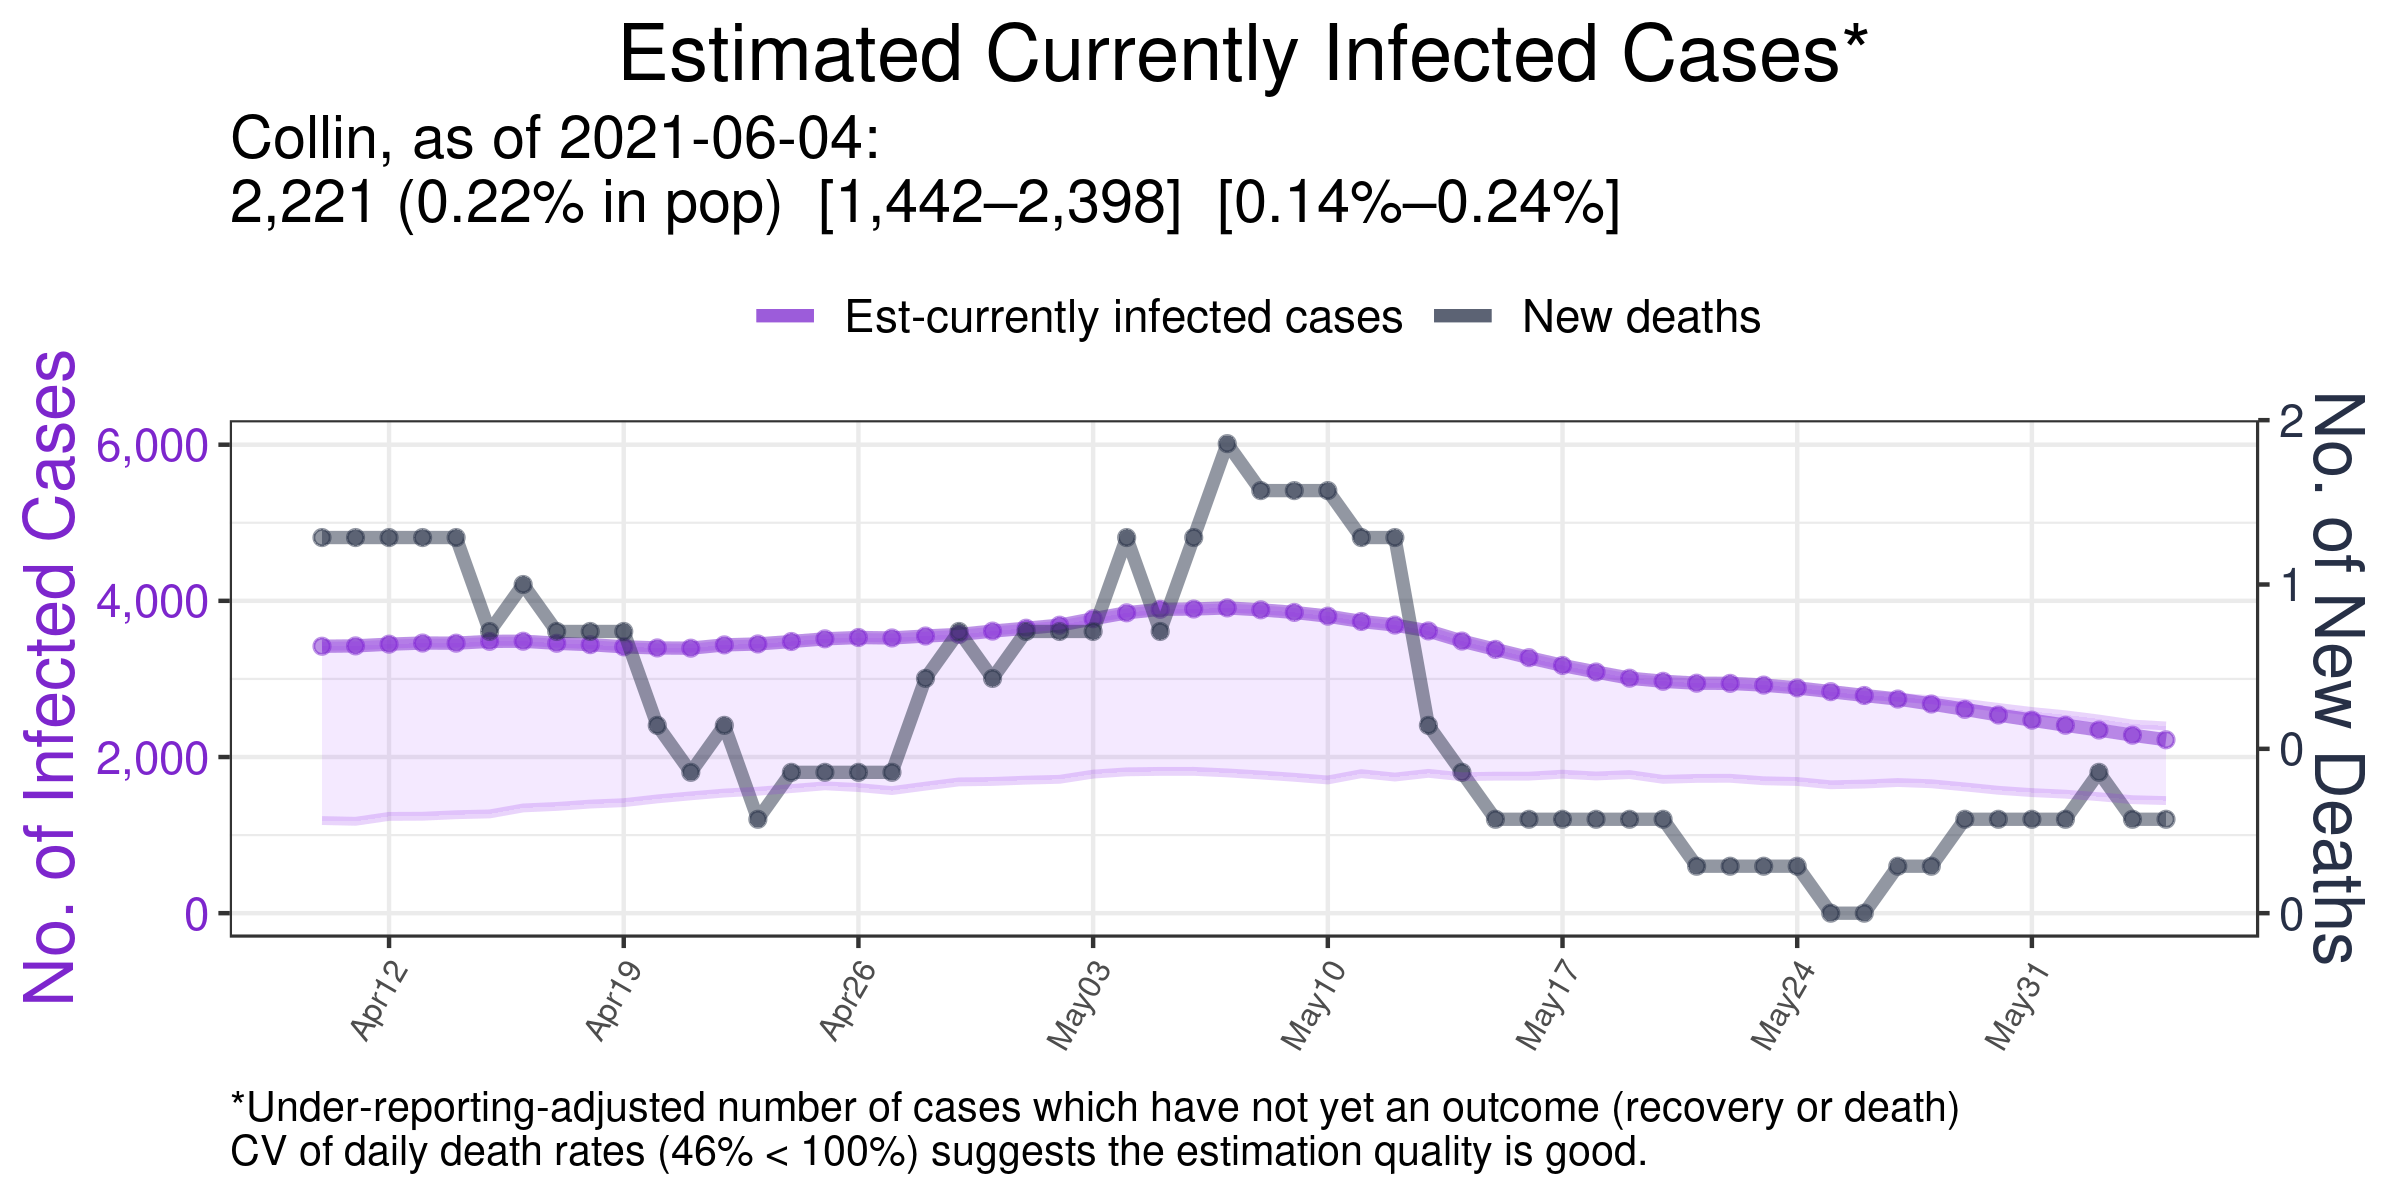 Estimated Currently Infected Cases*
Collin, as of 2021-06-04:
2,221 (0.22% in pop) [1,442–2,398] [0.14%–0.24%]
Est-currently infected cases
New deaths
No. of Infected Cases
6,000
4,000
2,000
0
2
1
0
0
No. of New Deaths
Apr12
Apr19
Apr26
May03
May10
May17
May24
May31
*Under-reporting-adjusted number of cases which have not yet an outcome (recovery or death)
CV of daily death rates (46% < 100%) suggests the estimation quality is good.